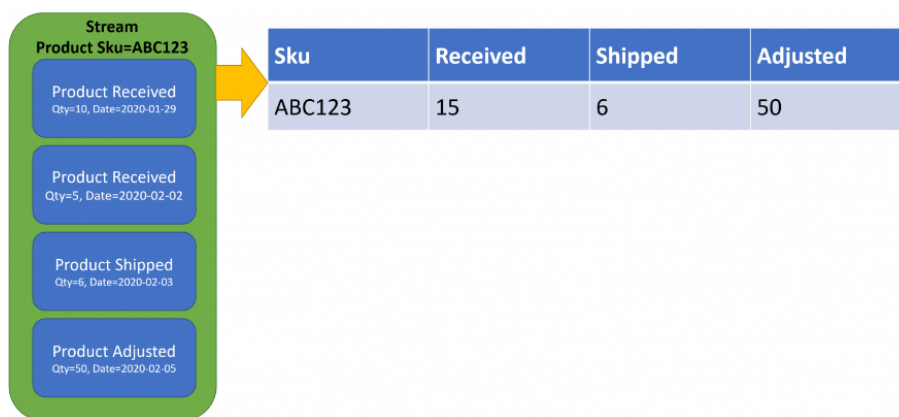 Stream
Product Sku=ABC123
Product Received
Qty=10, Date=2020-01-29
Product Received
Qty=5, Date=2020-02-02
Product Shipped
Qty=6, Date=2020-02-03
Product Adjusted
Qty=50, Date=2020-02-05
Sku Received Shipped Adjusted
ABC123 15 6 50